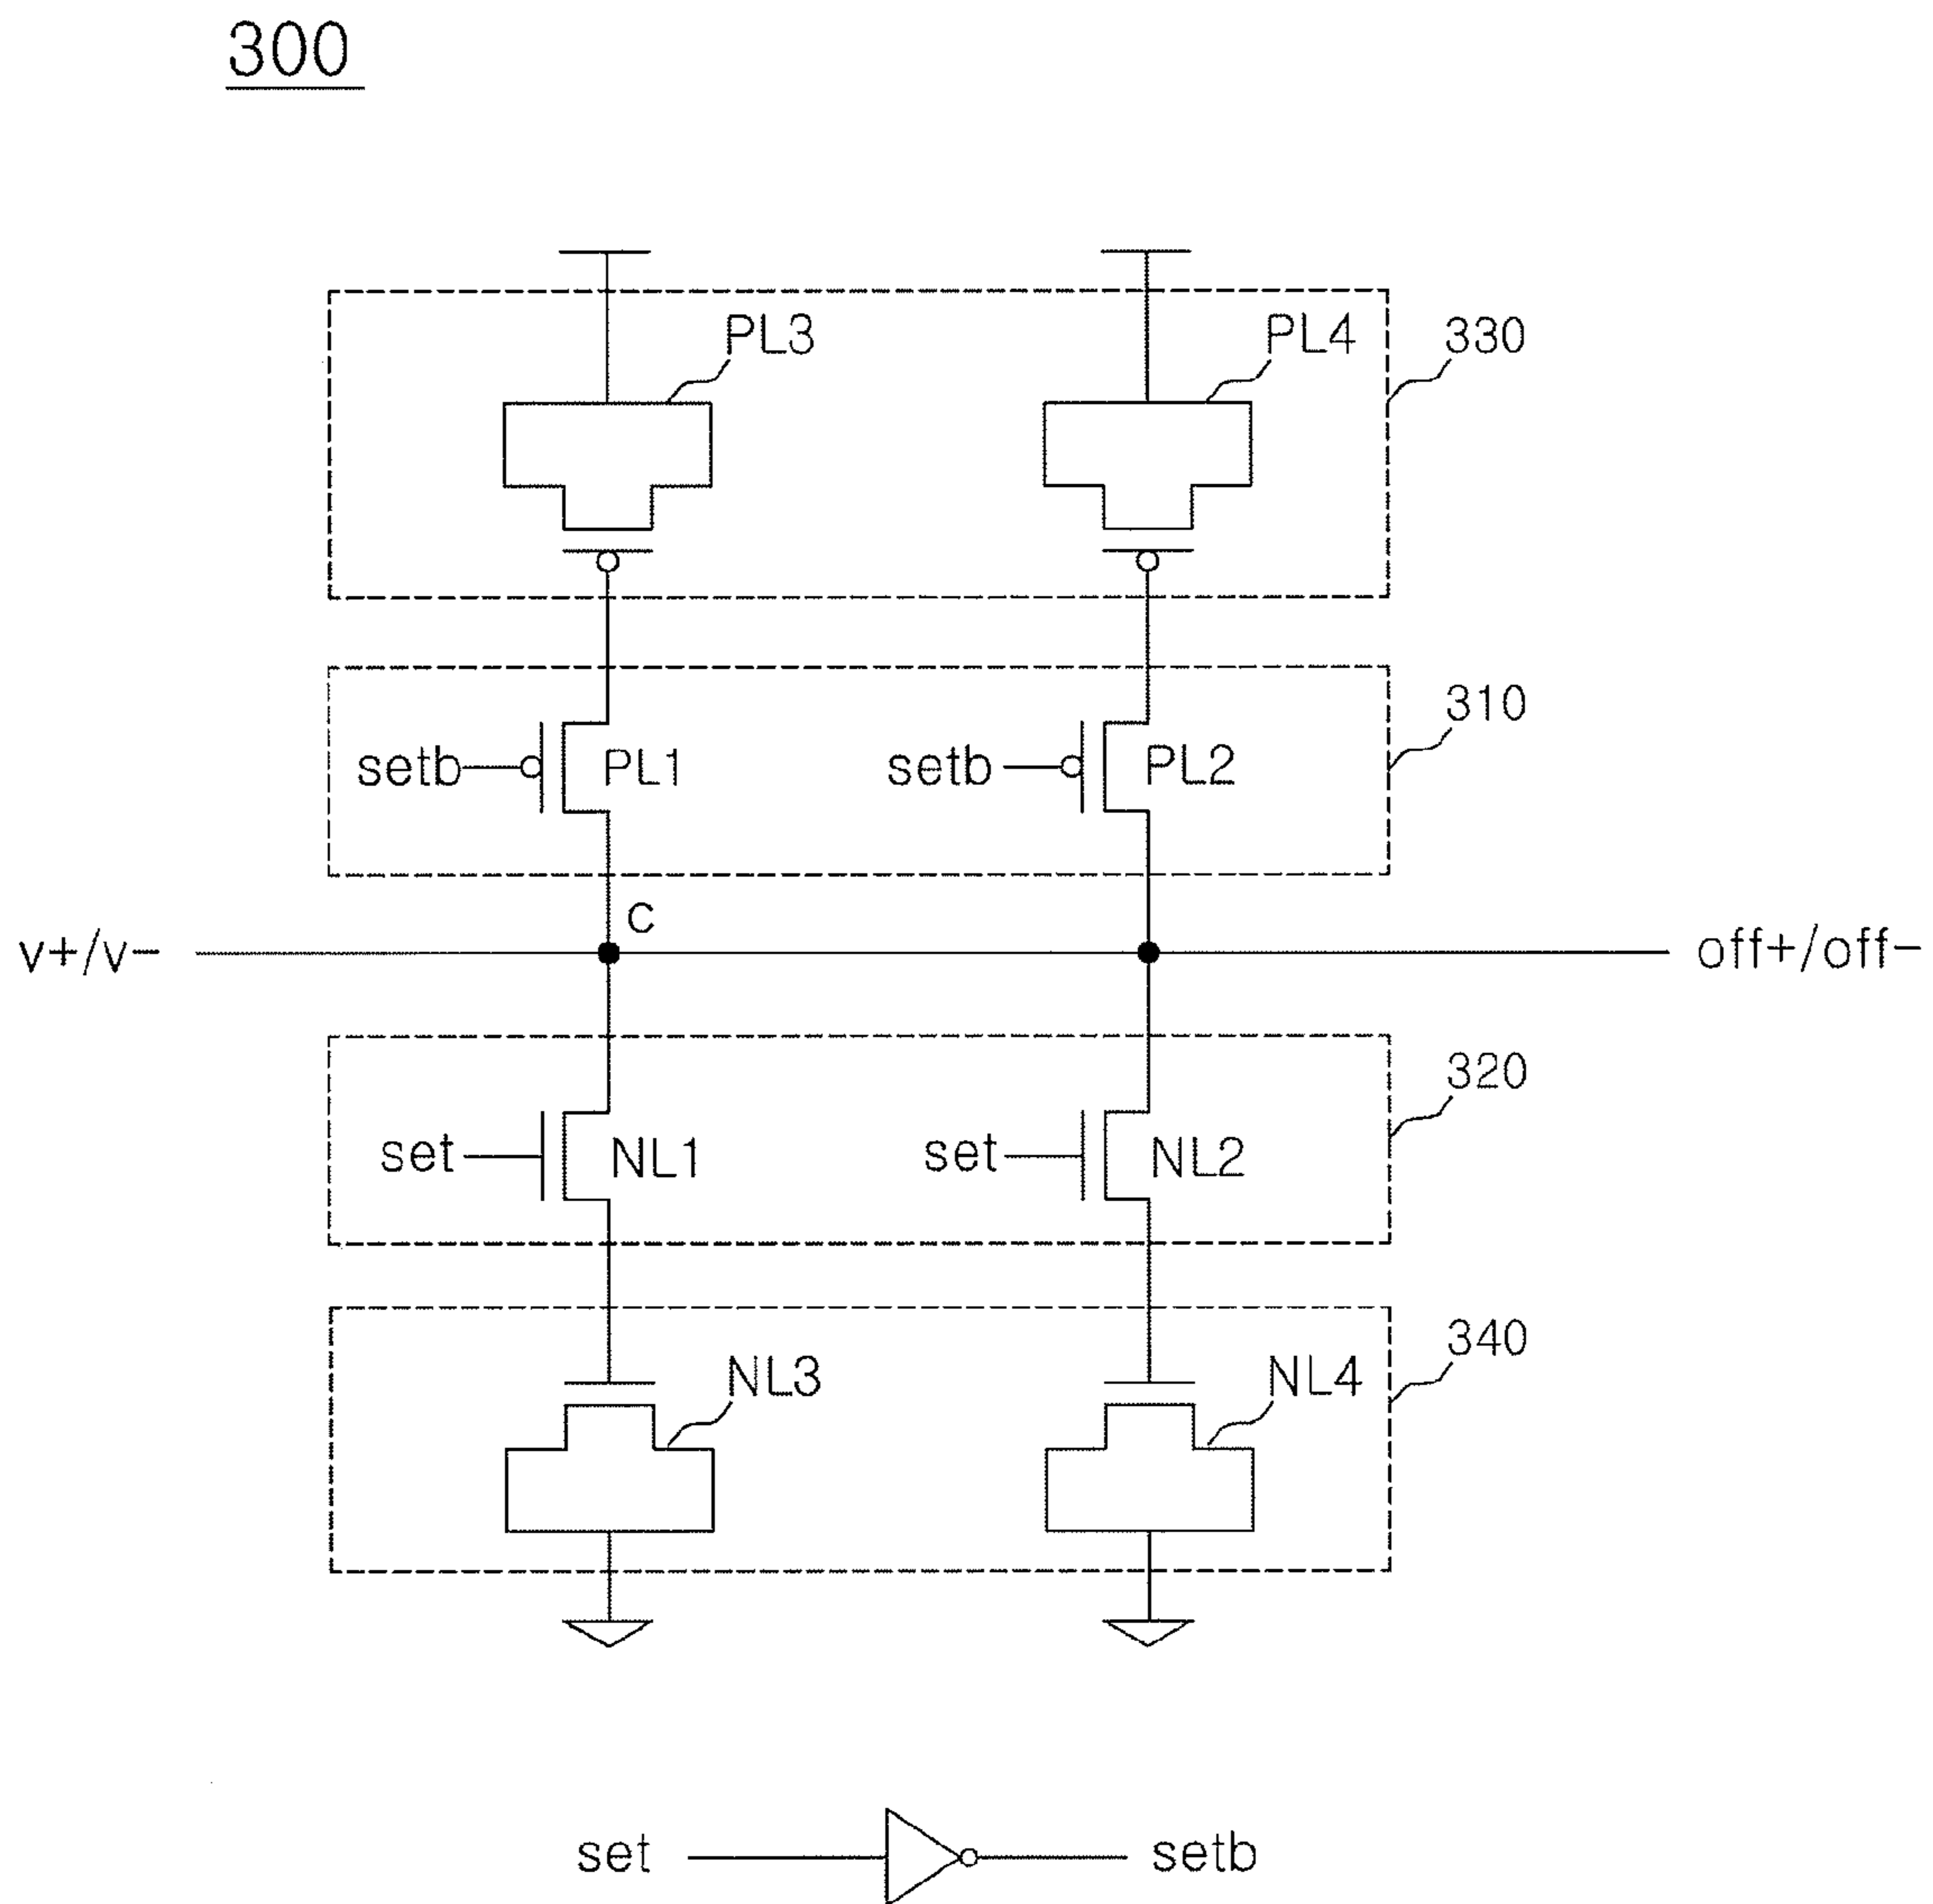 300
PL3
PL4
330
310
setb
PL1
setb
PL2
c
v+/v-
off+/off-
320
set
NL1
set
NL2
340
NL3
NL4
set
setb